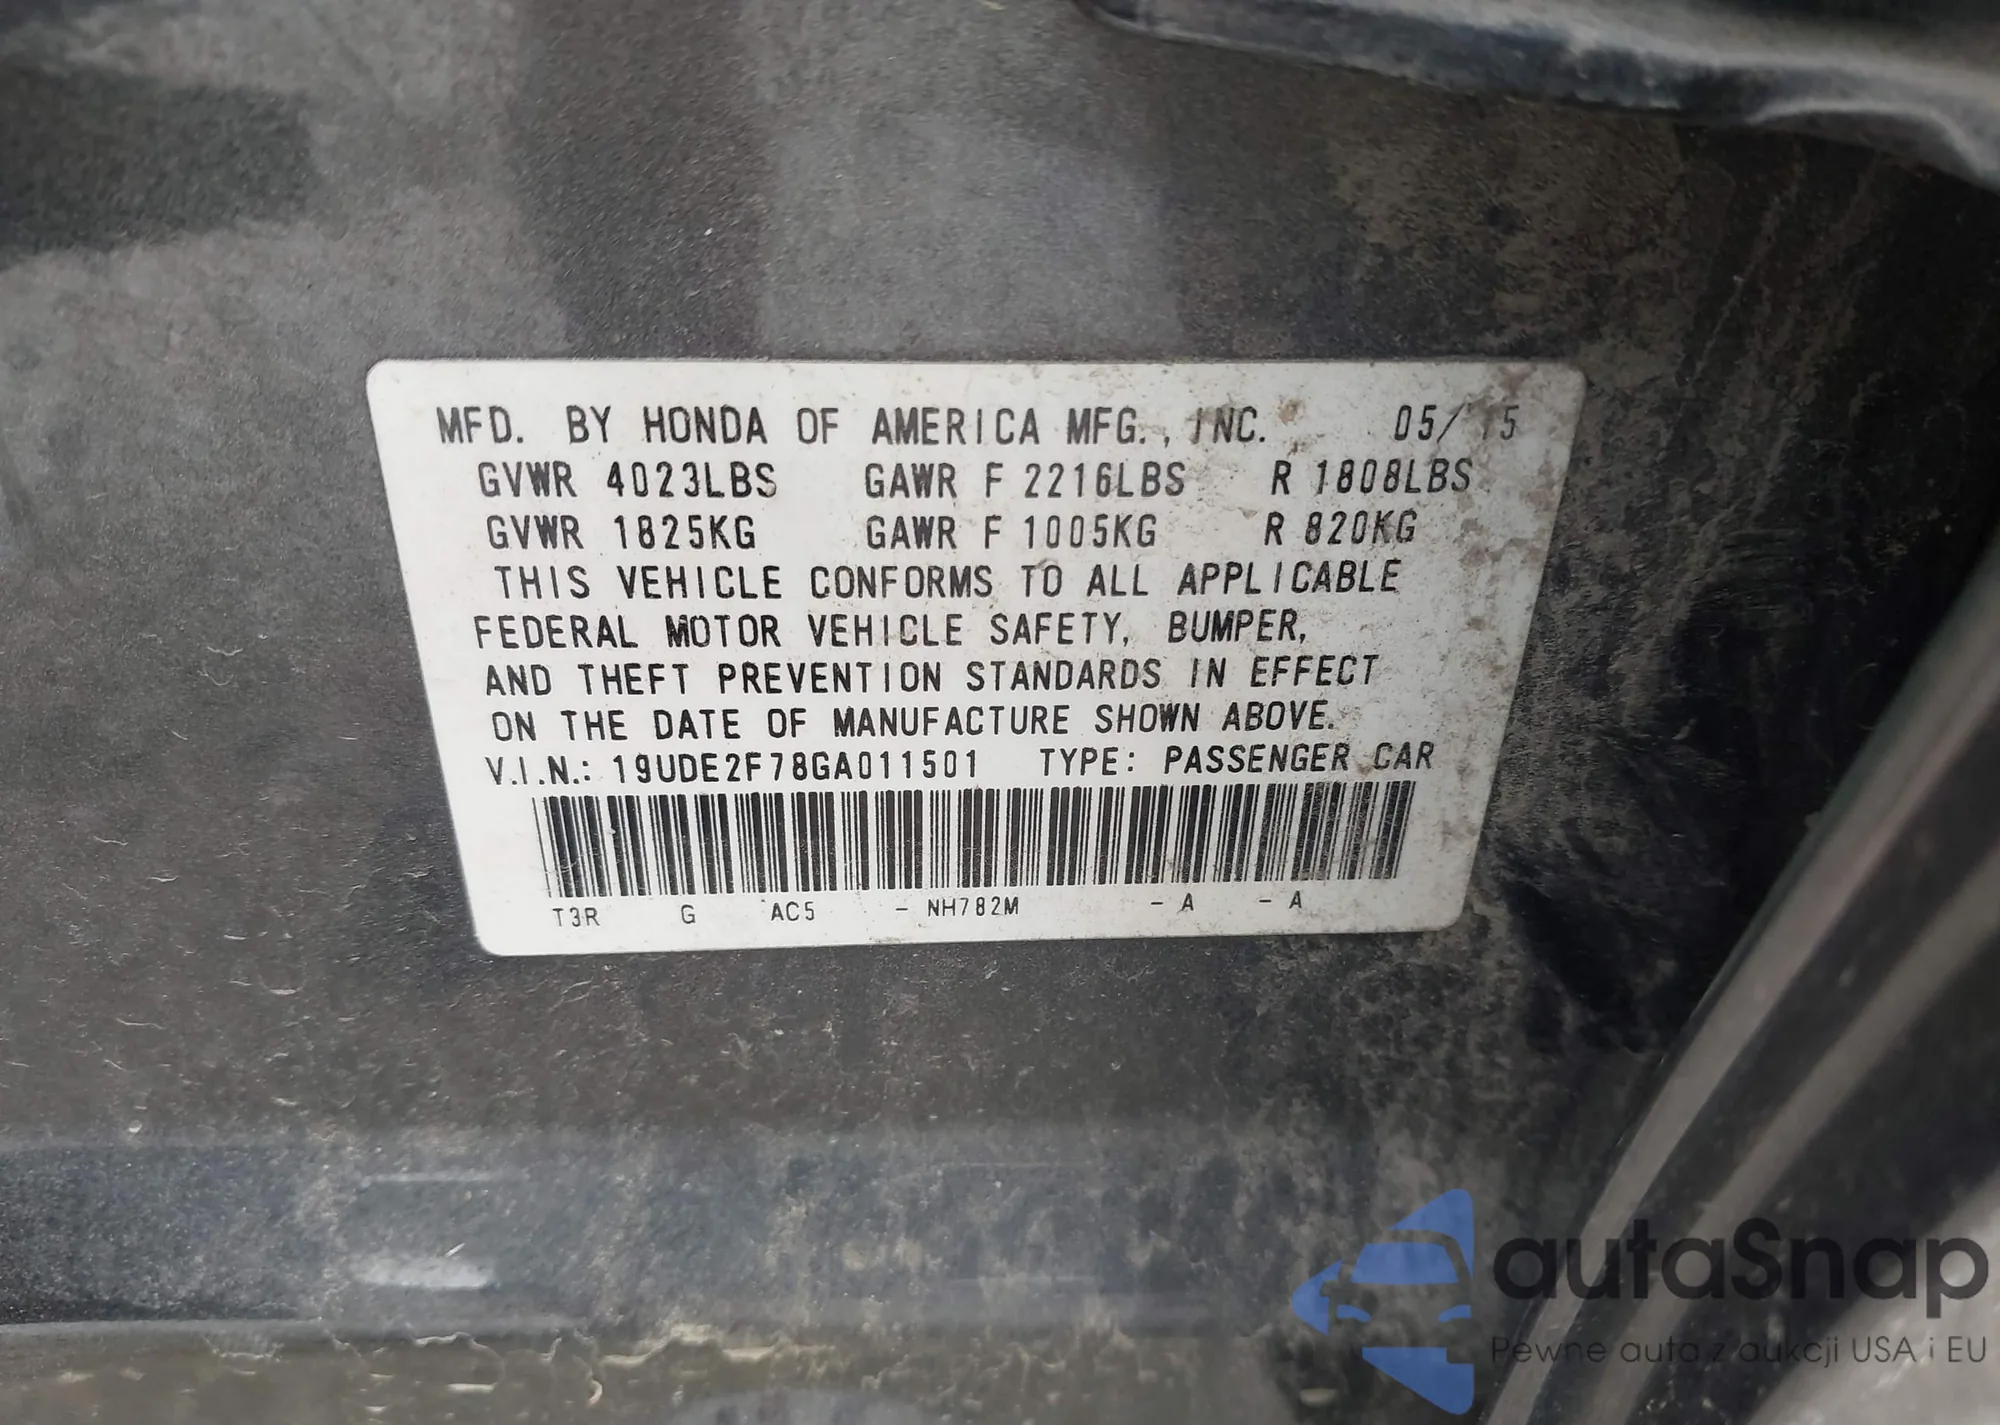 MFD. BY HONDA OF AMERICA MFG., INC. 05/15
GVWR 4023LBS GAWR F 2216LBS R 1808LBS
GVWR 1825KG GAWR F 1005KG R 820KG
THIS VEHICLE CONFORMS TO ALL APPLICABLE
FEDERAL MOTOR VEHICLE SAFETY, BUMPER,
AND THEFT PREVENTION STANDARDS IN EFFECT
ON THE DATE OF MANUFACTURE SHOWN ABOVE.
V.I.N.: 19UDE2F78GA011501 TYPE: PASSENGER CAR
T3R G AC5 - NH782M - A - A
autaSnap
Pewne auta z aukcji USA i EU